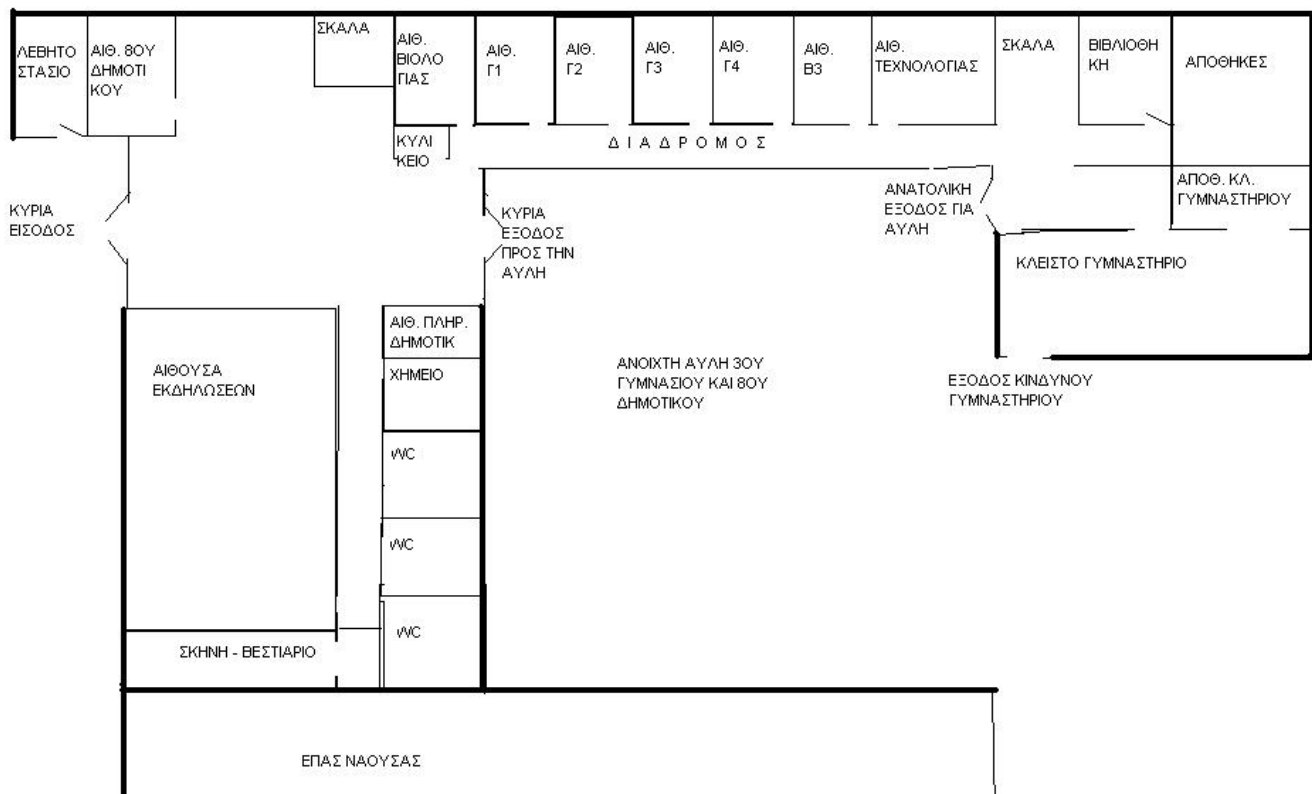 ΛΕΒΗΤΟ
ΣΤΑΣΙΟ
ΑΙΘ. 8ΟΥ
ΔΗΜΟΤΙ
ΚΟΥ
ΣΚΑΛΑ
ΑΙΘ.
ΒΙΟΛΟ
ΓΙΑΣ
ΑΙΘ.
Γ1
ΑΙΘ.
Γ2
ΑΙΘ.
Γ3
ΑΙΘ.
Γ4
ΑΙΘ.
Β3
ΑΙΘ.
ΤΕΧΝΟΛΟΓΙΑΣ
ΣΚΑΛΑ
ΒΙΒΛΙΟΘΗ
ΚΗ
ΑΠΟΘΗΚΕΣ
ΚΥΛΙ
ΚΕΙΟ
Δ Ι Α Δ Ρ Ο Μ Ο Σ
ΚΥΡΙΑ
ΕΙΣΟΔΟΣ
ΚΥΡΙΑ
ΕΞΟΔΟΣ
ΠΡΟΣ ΤΗΝ
ΑΥΛΗ
ΑΝΑΤΟΛΙΚΗ
ΕΞΟΔΟΣ ΓΙΑ
ΑΥΛΗ
ΑΠΟΘ. ΚΛ.
ΓΥΜΝΑΣΤΗΡΙΟΥ
ΚΛΕΙΣΤΟ ΓΥΜΝΑΣΤΗΡΙΟ
ΑΙΘΟΥΣΑ
ΕΚΔΗΛΩΣΕΩΝ
ΑΙΘ. ΠΛΗΡ.
ΔΗΜΟΤΙΚ
ΧΗΜΕΙΟ
ΑΝΟΙΧΤΗ ΑΥΛΗ 3ΟΥ
ΓΥΜΝΑΣΙΟΥ ΚΑΙ 8ΟΥ
ΔΗΜΟΤΙΚΟΥ
ΕΞΟΔΟΣ ΚΙΝΔΥΝΟΥ
ΓΥΜΝΑΣΤΗΡΙΟΥ
WC
WC
WC
ΣΚΗΝΗ - ΒΕΣΤΙΑΡΙΟ
ΕΠΑΣ ΝΑΟΥΣΑΣ